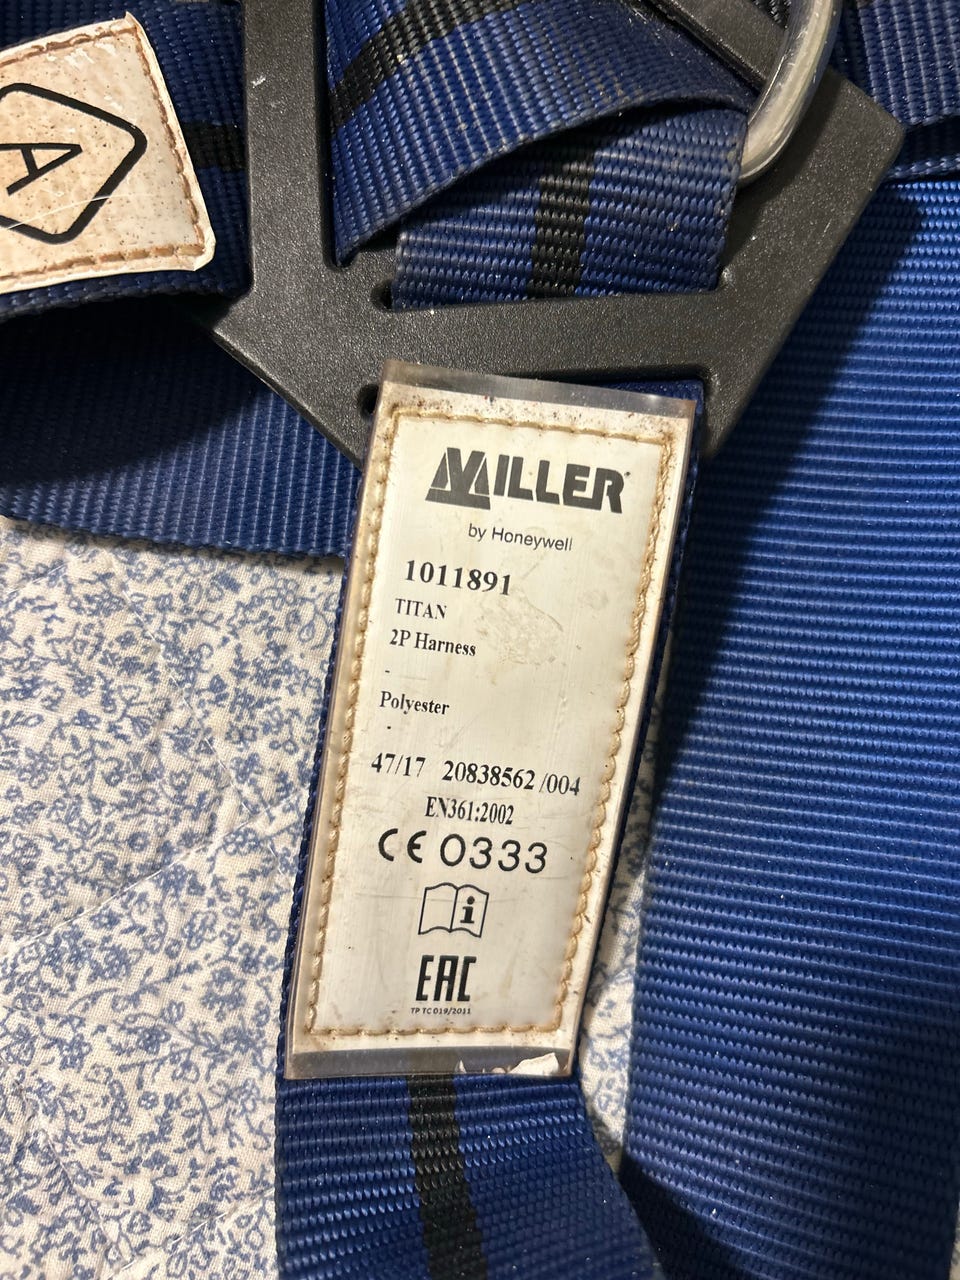 A
MILLER
by Honeywell
1011891
TITAN
2P Harness
-
Polyester
-
47/17 20838562 /004
EN361:2002
CE 0333
i
EAC
TP TC 019/2011